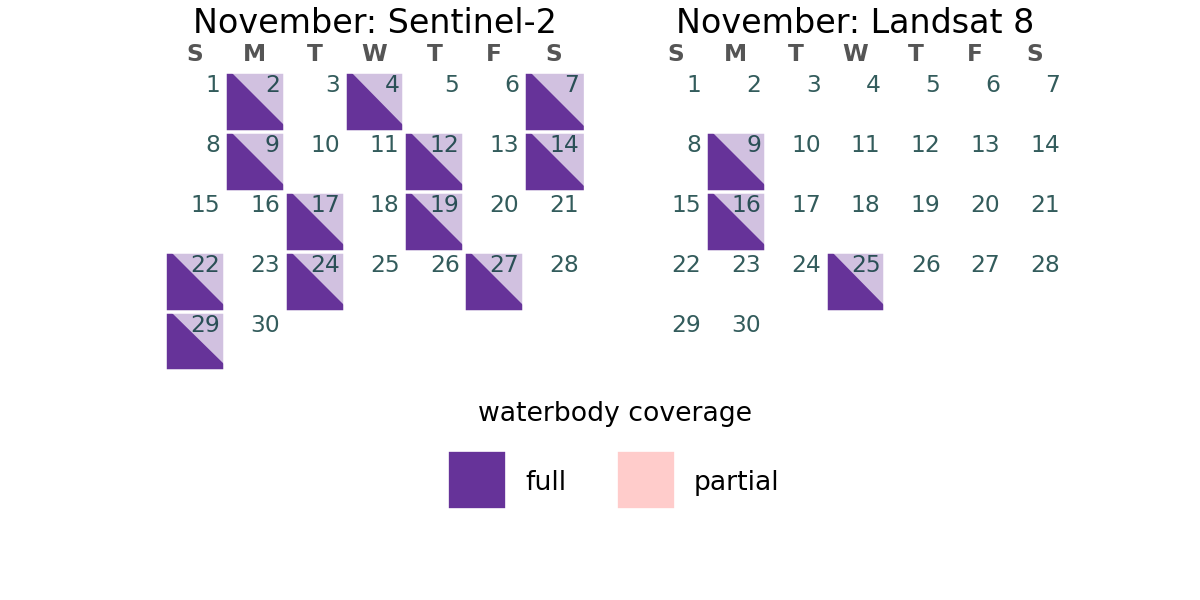 November: Sentinel-2
S M T W T F S
1 2 3 4 5 6 7
8 9 10 11 12 13 14
15 16 17 18 19 20 21
22 23 24 25 26 27 28
29 30
November: Landsat 8
S M T W T F S
1 2 3 4 5 6 7
8 9 10 11 12 13 14
15 16 17 18 19 20 21
22 23 24 25 26 27 28
29 30
waterbody coverage
full partial